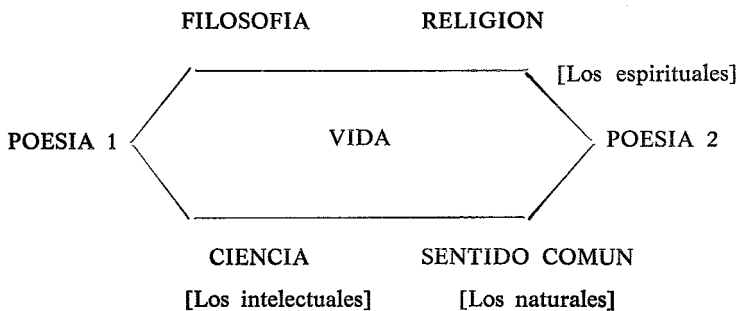 FILOSOFIA RELIGION
[Los espirituales]
POESIA 1 VIDA POESIA 2
CIENCIA SENTIDO COMUN
[Los intelectuales] [Los naturales]